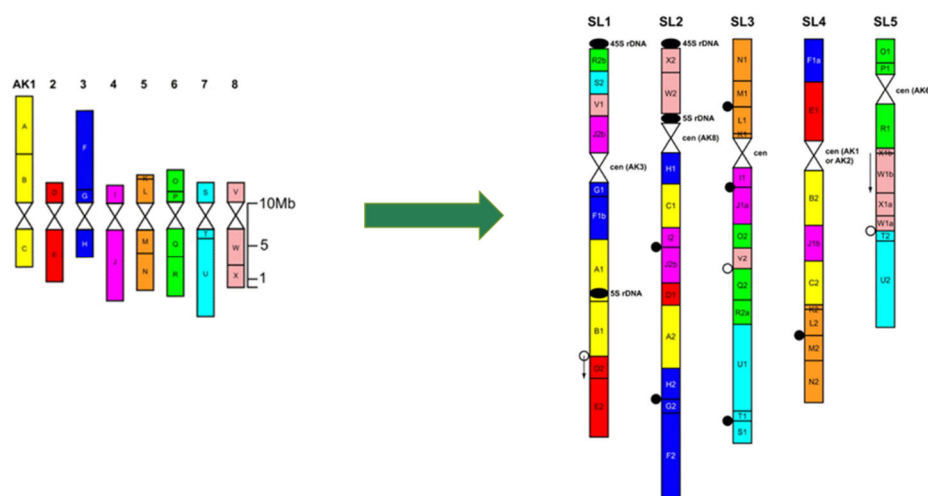 AK1 2 3 4 5 6 7 8
A
B
C
D
E
F
G
H
I
J
K
L
M
N
O
P
Q
R
S
T
U
V
W
X
10Mb
5
1
SL1 SL2 SL3 SL4 SL5
45S rDNA
R2b
S2
V1
J2b
cen (AK3)
G1
F1b
A1
5S rDNA
B1
D2
E2
45S rDNA
X2
W2
5S rDNA
cen (AK8)
H1
C1
I2
J2b
D1
A2
H2
G2
F2
N1
M1
L1
K1
cen
I1
J1a
O2
V2
Q2
R2a
U1
T1
S1
F1a
E1
cen (AK1
or AK2)
B2
J1b
C2
K2
L2
M2
N2
O1
P1
cen (AK6
R1
X1b
W1b
X1a
W1a
T2
U2